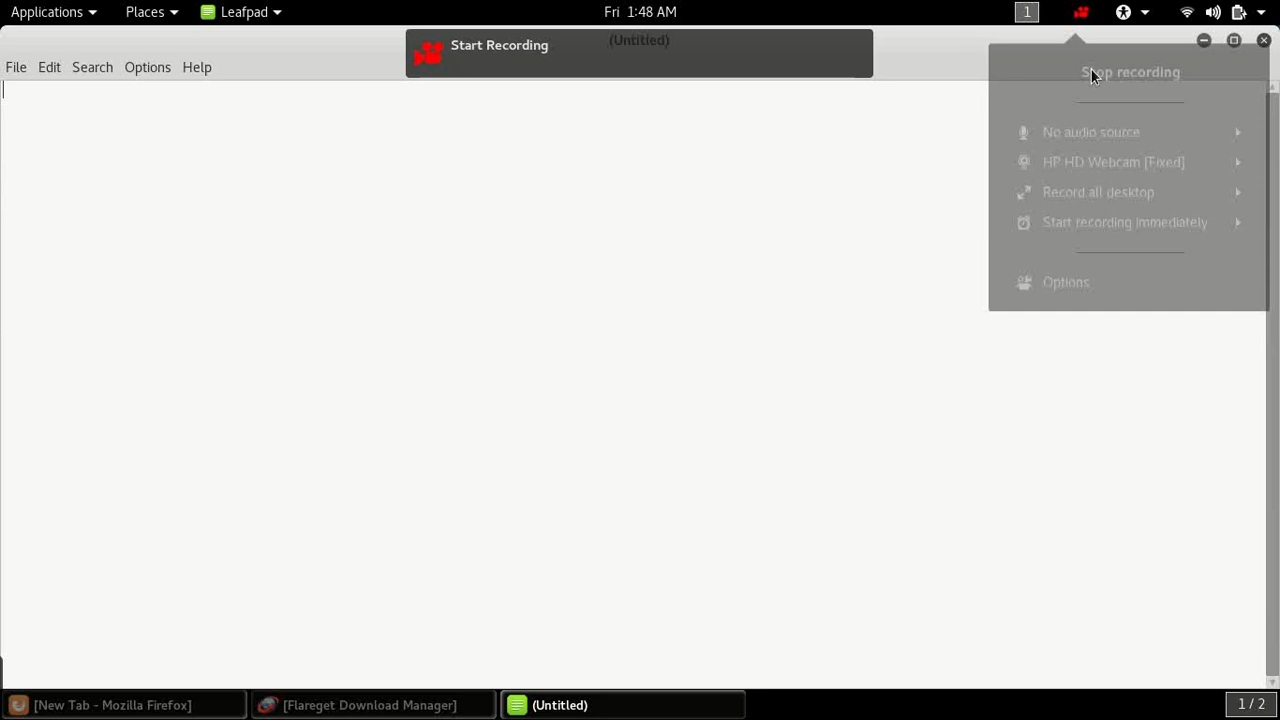 Applications Places Leafpad Fri 1:48 AM 1
Start Recording
(Untitled)
File Edit Search Options Help
Stop recording
No audio source
HP HD Webcam [Fixed]
Record all desktop
Start recording immediately
Options
[New Tab - Mozilla Firefox] [Flareget Download Manager] (Untitled) 1 / 2